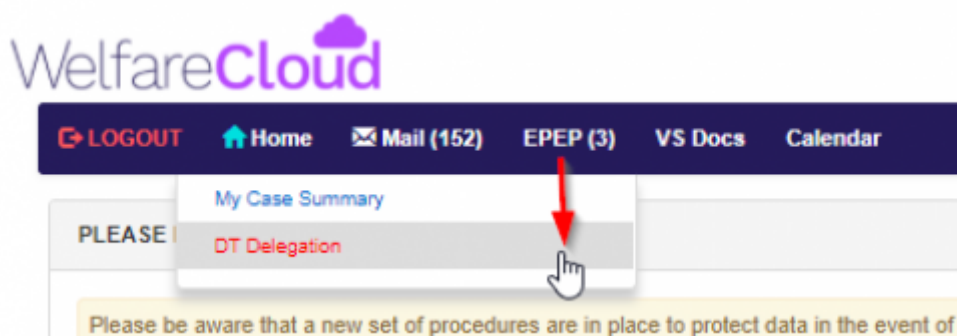 WelfareCloud
LOGOUT Home Mail (152) EPEP (3) VS Docs Calendar
My Case Summary
PLEASE
DT Delegation
Please be aware that a new set of procedures are in place to protect data in the event of